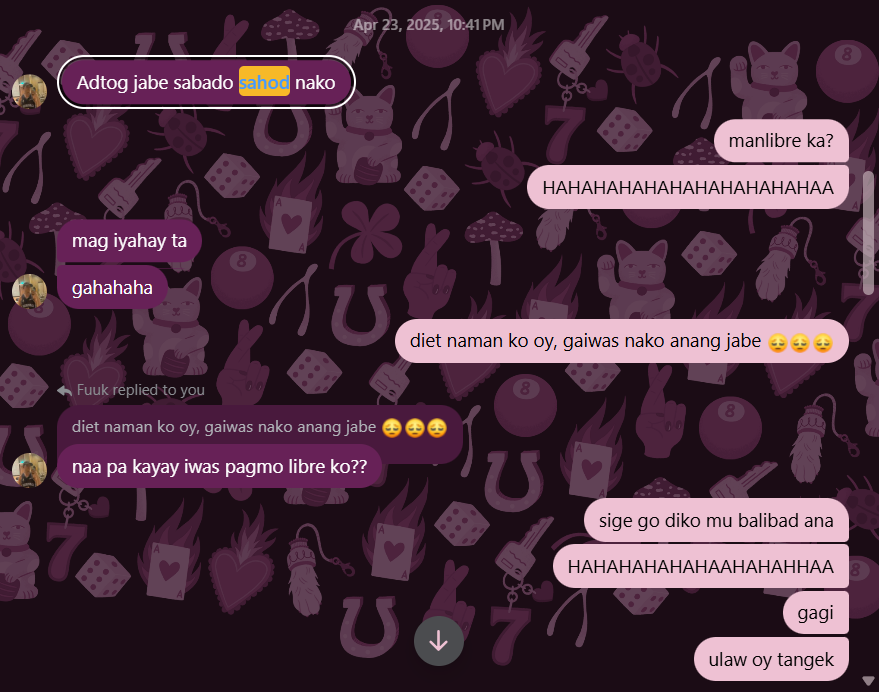 Apr 23, 2025, 10:41 PM
Adtog jabe sabado sahod nako
manlibre ka?
HAHAHAHAHAHAHAHAHAHAHAA
mag iyahay ta
gahahaha
diet naman ko oy, gaiwas nako anang jabe 😔😔😔
Fuuk replied to you
diet naman ko oy, gaiwas nako anang jabe 😔😔😔
naa pa kayay iwas pagmo libre ko??
sige go diko mu balibad ana
HAHAHAHAHAHAAHAHAHHAA
gagi
ulaw oy tangek